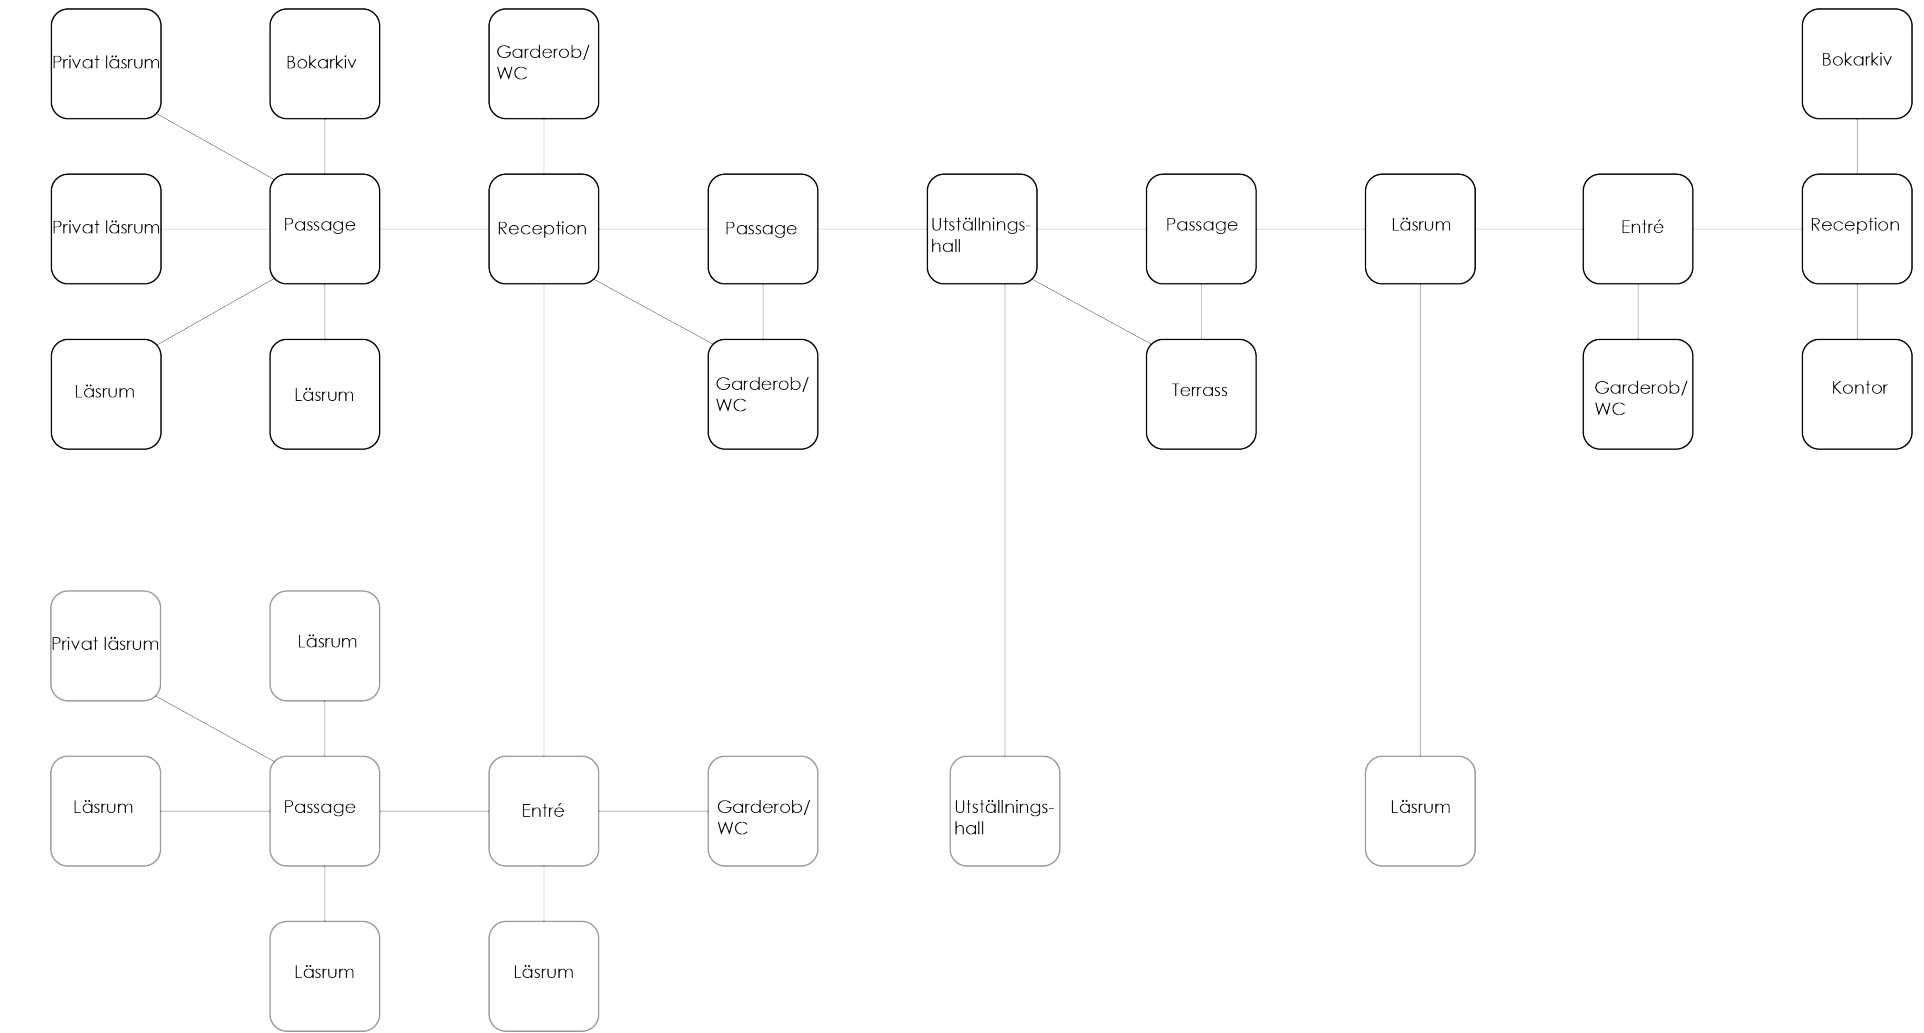 Privat läsrum
Bokarkiv
Garderob/
WC
Bokarkiv
Privat läsrum
Passage
Reception
Passage
Utställnings-
hall
Passage
Läsrum
Entré
Reception
Läsrum
Läsrum
Garderob/
WC
Terrass
Garderob/
WC
Kontor
Privat läsrum
Läsrum
Läsrum
Passage
Entré
Garderob/
WC
Utställnings-
hall
Läsrum
Läsrum
Läsrum